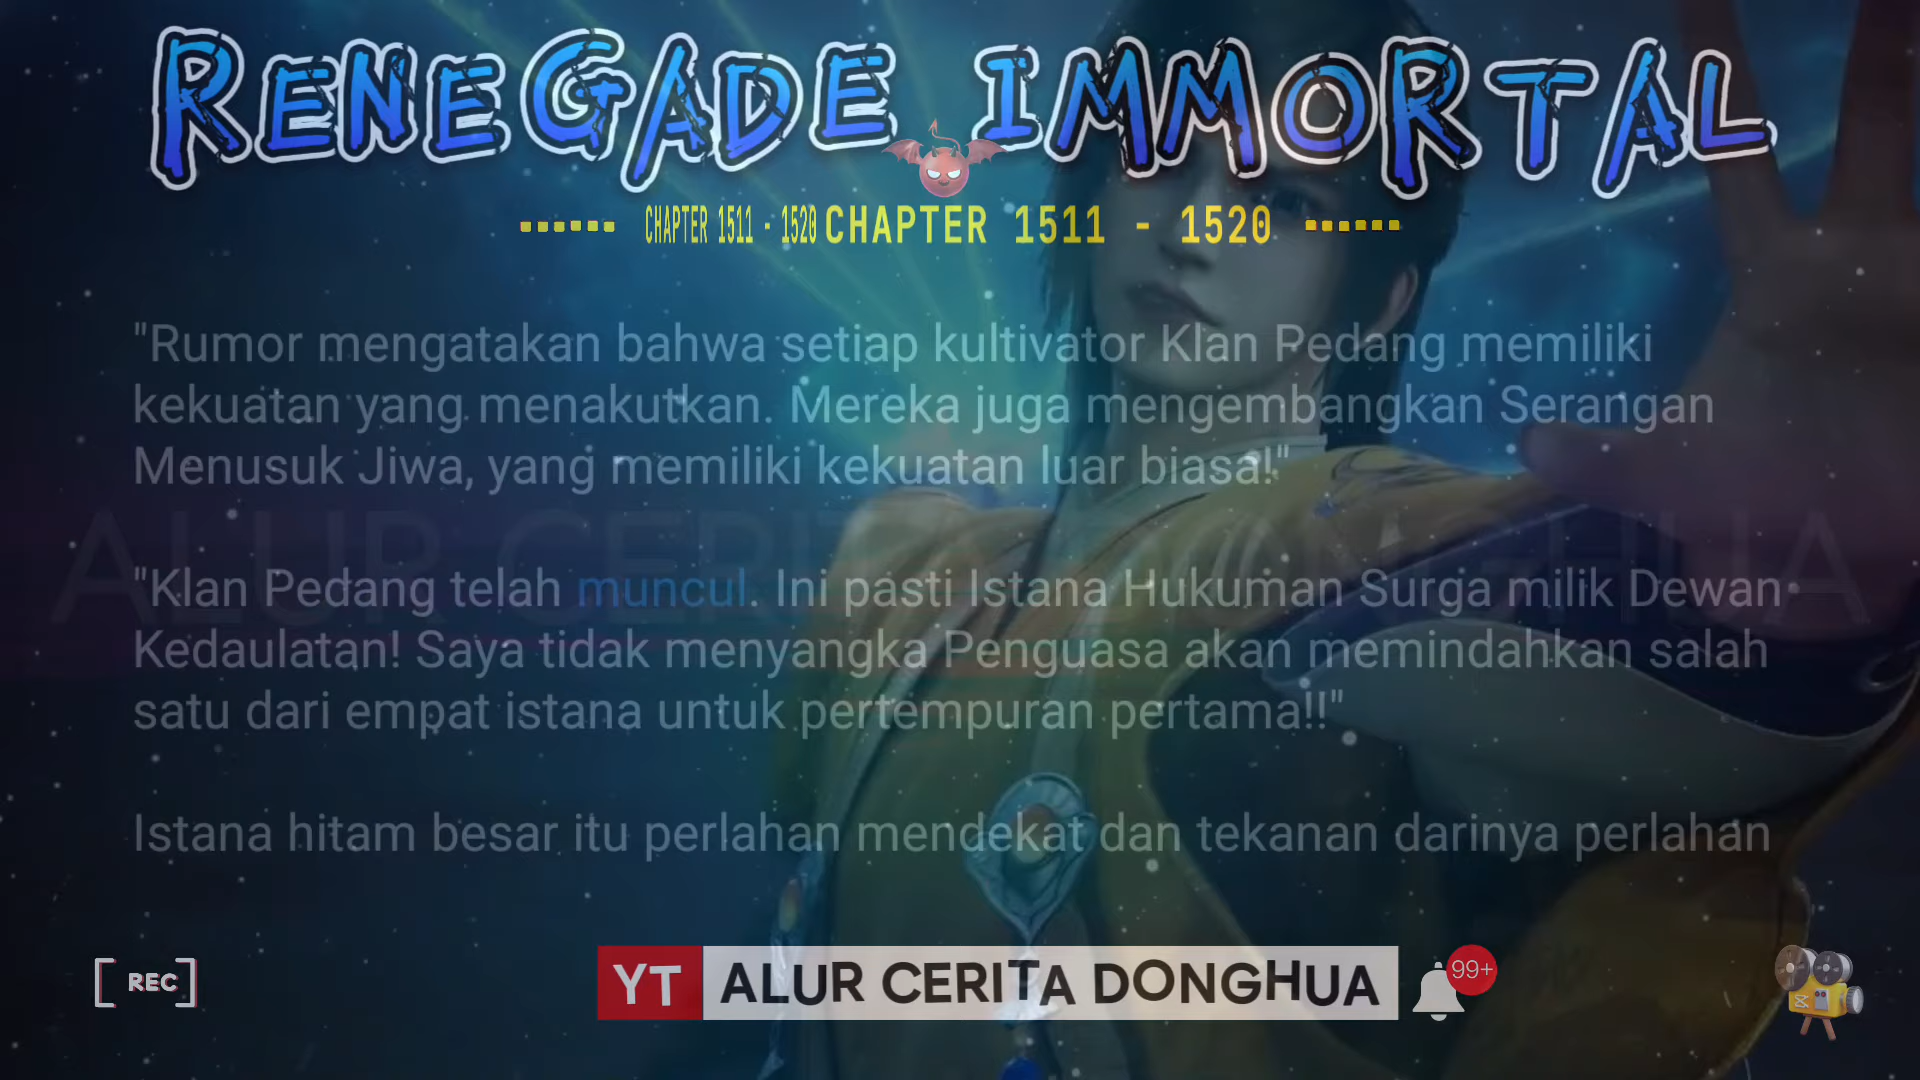 RENEGADE IMMORTAL
CHAPTER 1511 - 1520 CHAPTER 1511 - 1520
"Rumor mengatakan bahwa setiap kultivator Klan Pedang memiliki
kekuatan yang menakutkan. Mereka juga mengembangkan Serangan
Menusuk Jiwa, yang memiliki kekuatan luar biasa!"
ALUR CERITA DONGHUA
"Klan Pedang telah muncul. Ini pasti Istana Hukuman Surga milik Dewan
Kedaulatan! Saya tidak menyangka Penguasa akan memindahkan salah
satu dari empat istana untuk pertempuran pertama!!"
Istana hitam besar itu perlahan mendekat dan tekanan darinya perlahan
[ REC ]
YT ALUR CERITA DONGHUA 99+